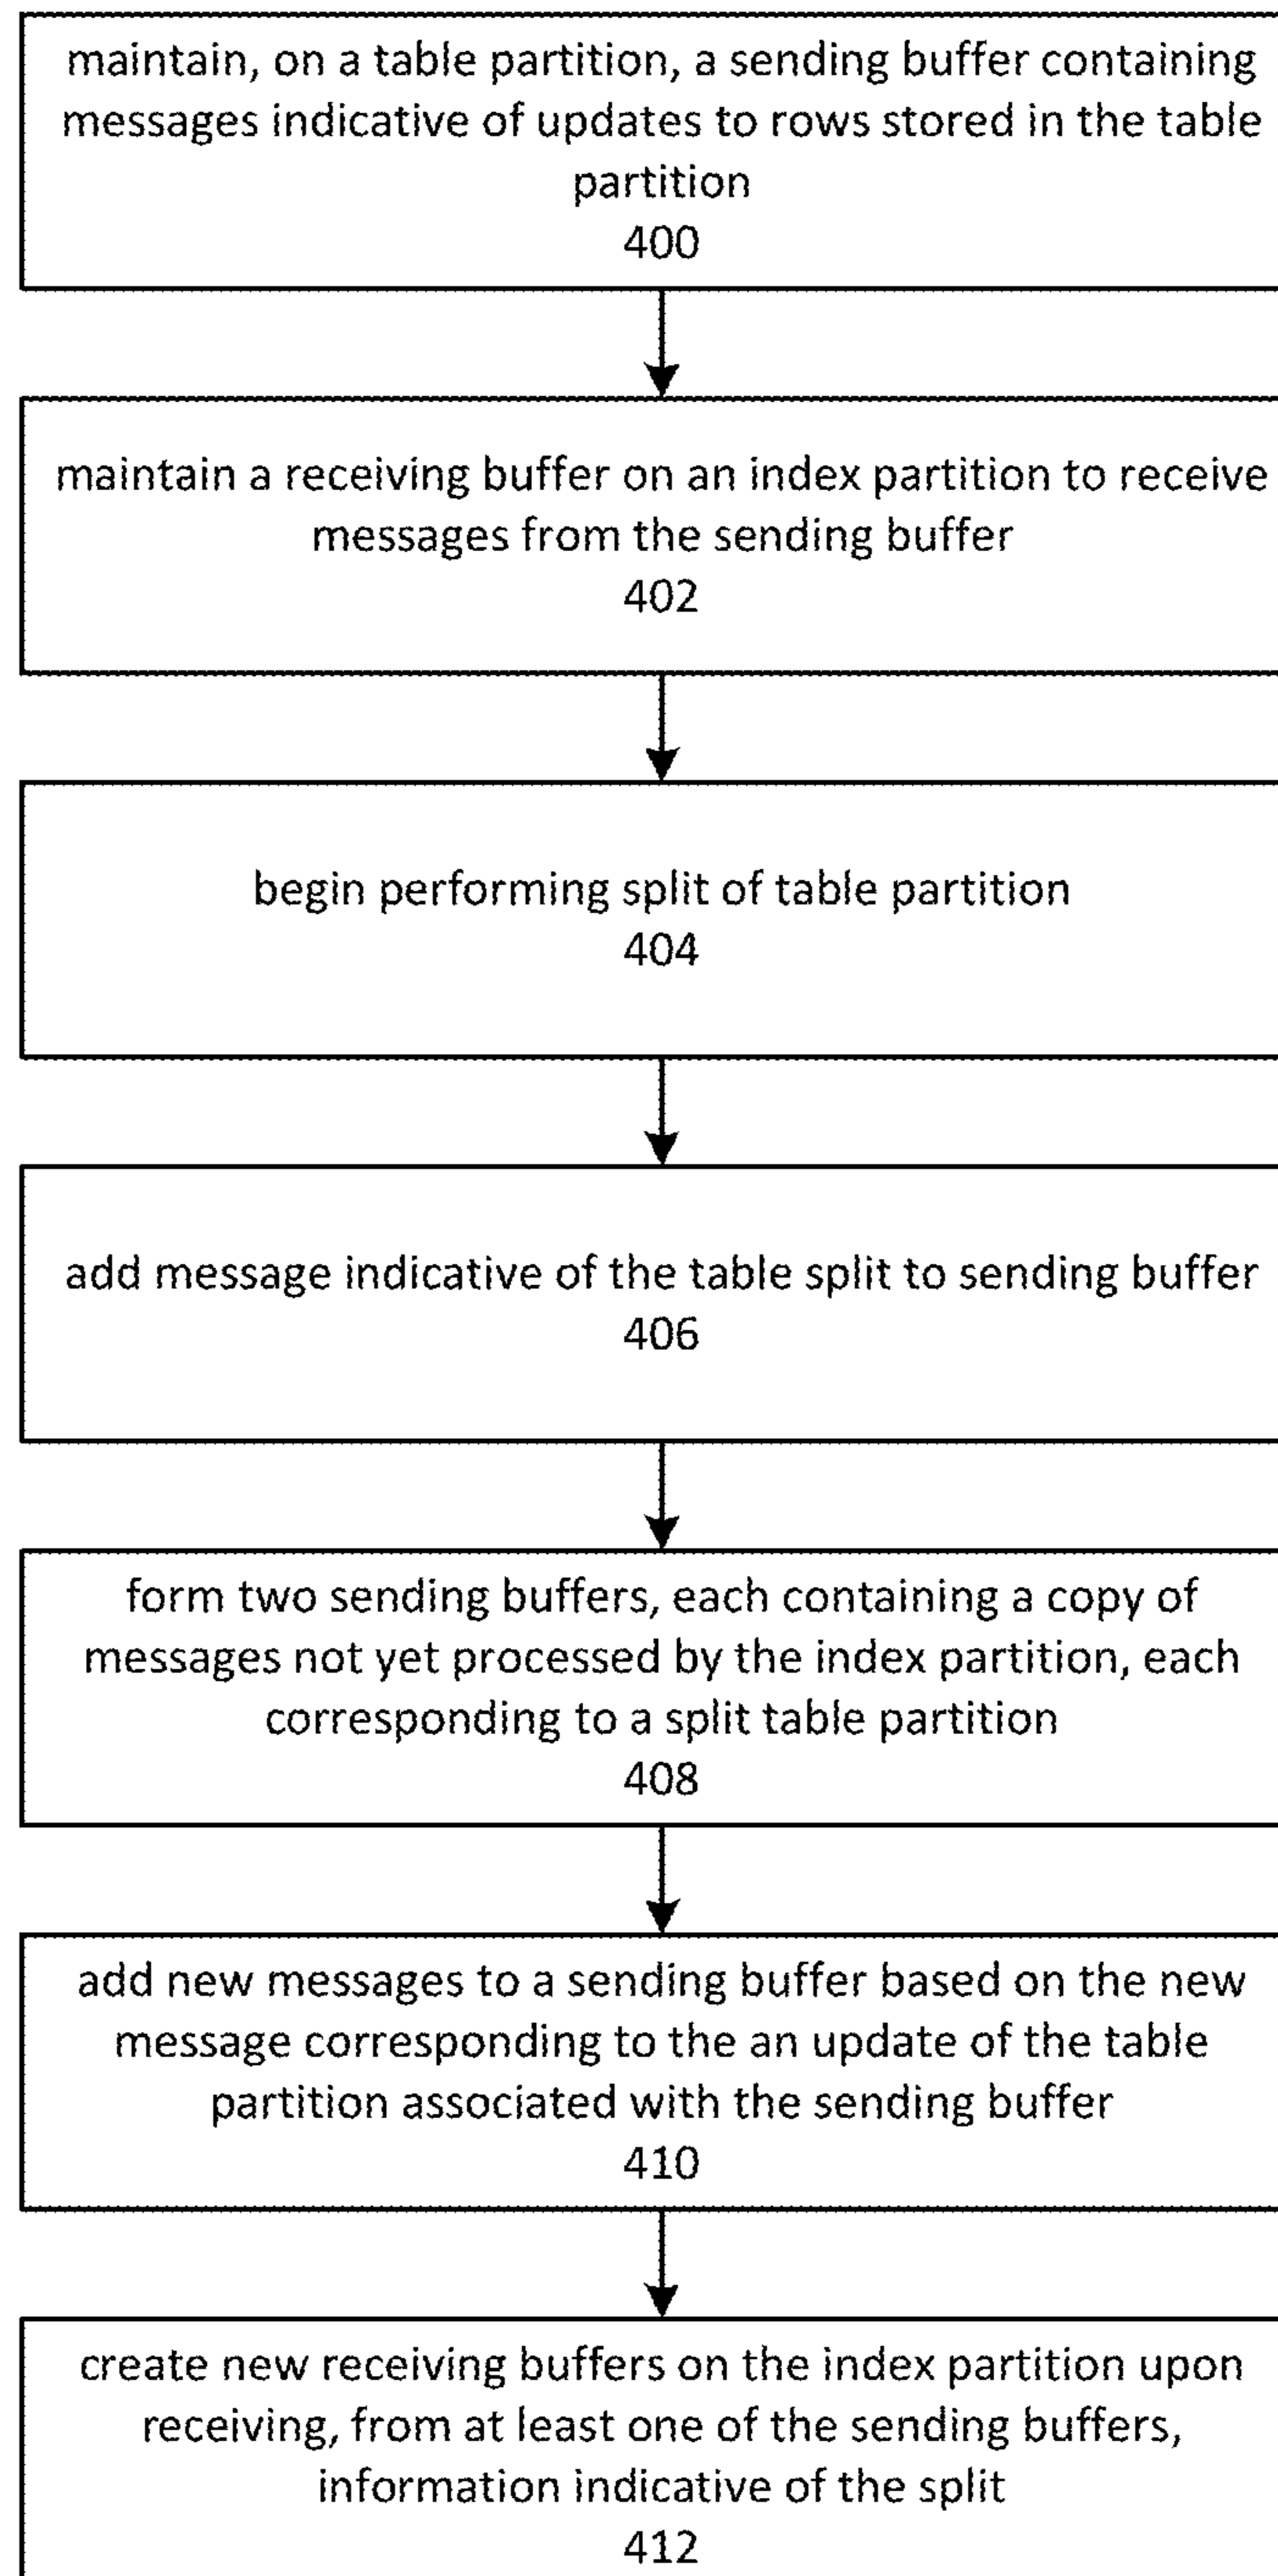 maintain, on a table partition, a sending buffer containing
messages indicative of updates to rows stored in the table
partition
400
maintain a receiving buffer on an index partition to receive
messages from the sending buffer
402
begin performing split of table partition
404
add message indicative of the table split to sending buffer
406
form two sending buffers, each containing a copy of
messages not yet processed by the index partition, each
corresponding to a split table partition
408
add new messages to a sending buffer based on the new
message corresponding to the an update of the table
partition associated with the sending buffer
410
create new receiving buffers on the index partition upon
receiving, from at least one of the sending buffers,
information indicative of the split
412